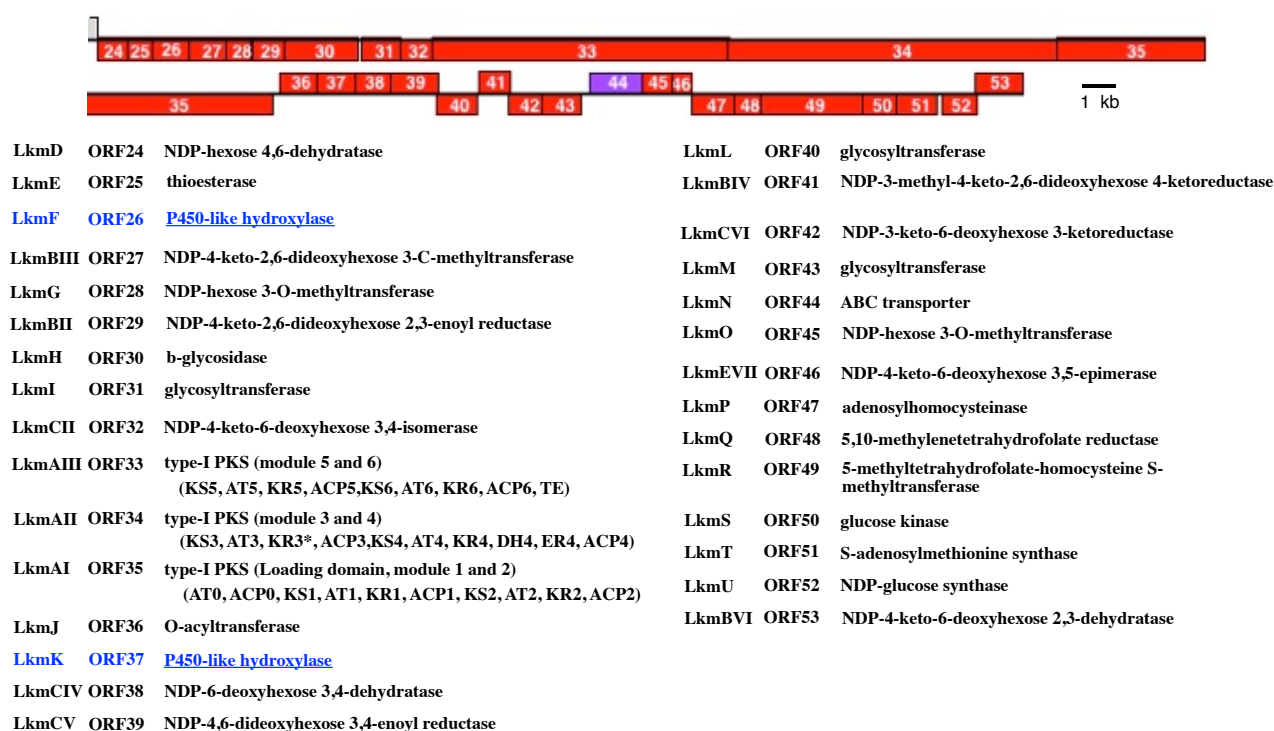 24 25 26 27 28 29 30 31 32 33 34 35
36 37 38 39 41 44 45 46 53
35 40 42 43 47 48 49 50 51 52
1 kb
LkmD ORF24 NDP-hexose 4,6-dehydratase
LkmE ORF25 thioesterase
LkmF ORF26 P450-like hydroxylase
LkmBIII ORF27 NDP-4-keto-2,6-dideoxyhexose 3-C-methyltransferase
LkmG ORF28 NDP-hexose 3-O-methyltransferase
LkmBII ORF29 NDP-4-keto-2,6-dideoxyhexose 2,3-enoyl reductase
LkmH ORF30 b-glycosidase
LkmI ORF31 glycosyltransferase
LkmCII ORF32 NDP-4-keto-6-deoxyhexose 3,4-isomerase
LkmAIII ORF33 type-I PKS (module 5 and 6)
(KS5, AT5, KR5, ACP5,KS6, AT6, KR6, ACP6, TE)
LkmAII ORF34 type-I PKS (module 3 and 4)
(KS3, AT3, KR3*, ACP3,KS4, AT4, KR4, DH4, ER4, ACP4)
LkmAI ORF35 type-I PKS (Loading domain, module 1 and 2)
(AT0, ACP0, KS1, AT1, KR1, ACP1, KS2, AT2, KR2, ACP2)
LkmJ ORF36 O-acyltransferase
LkmK ORF37 P450-like hydroxylase
LkmCIV ORF38 NDP-6-deoxyhexose 3,4-dehydratase
LkmCV ORF39 NDP-4,6-dideoxyhexose 3,4-enoyl reductase
LkmL ORF40 glycosyltransferase
LkmBIV ORF41 NDP-3-methyl-4-keto-2,6-dideoxyhexose 4-ketoreductase
LkmCVI ORF42 NDP-3-keto-6-deoxyhexose 3-ketoreductase
LkmM ORF43 glycosyltransferase
LkmN ORF44 ABC transporter
LkmO ORF45 NDP-hexose 3-O-methyltransferase
LkmEVII ORF46 NDP-4-keto-6-deoxyhexose 3,5-epimerase
LkmP ORF47 adenosylhomocysteinase
LkmQ ORF48 5,10-methylenetetrahydrofolate reductase
LkmR ORF49 5-methyltetrahydrofolate-homocysteine S-
methyltransferase
LkmS ORF50 glucose kinase
LkmT ORF51 S-adenosylmethionine synthase
LkmU ORF52 NDP-glucose synthase
LkmBVI ORF53 NDP-4-keto-6-deoxyhexose 2,3-dehydratase